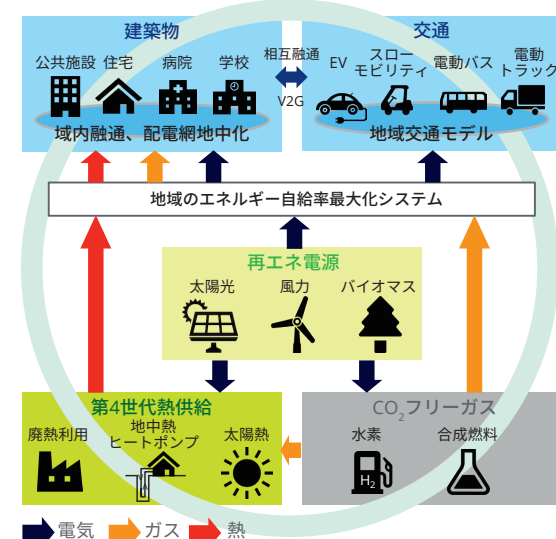 建築物
公共施設 住宅 病院 学校
域内融通、配電網地中化
相互融通
V2G
交通
EV スローモビリティ 電動バス 電動トラック
地域交通モデル
地域のエネルギー自給率最大化システム
再エネ電源
太陽光 風力 バイオマス
第4世代熱供給
廃熱利用 地中熱ヒートポンプ 太陽熱
CO₂フリーガス
水素 合成燃料
H₂
電気 ガス 熱